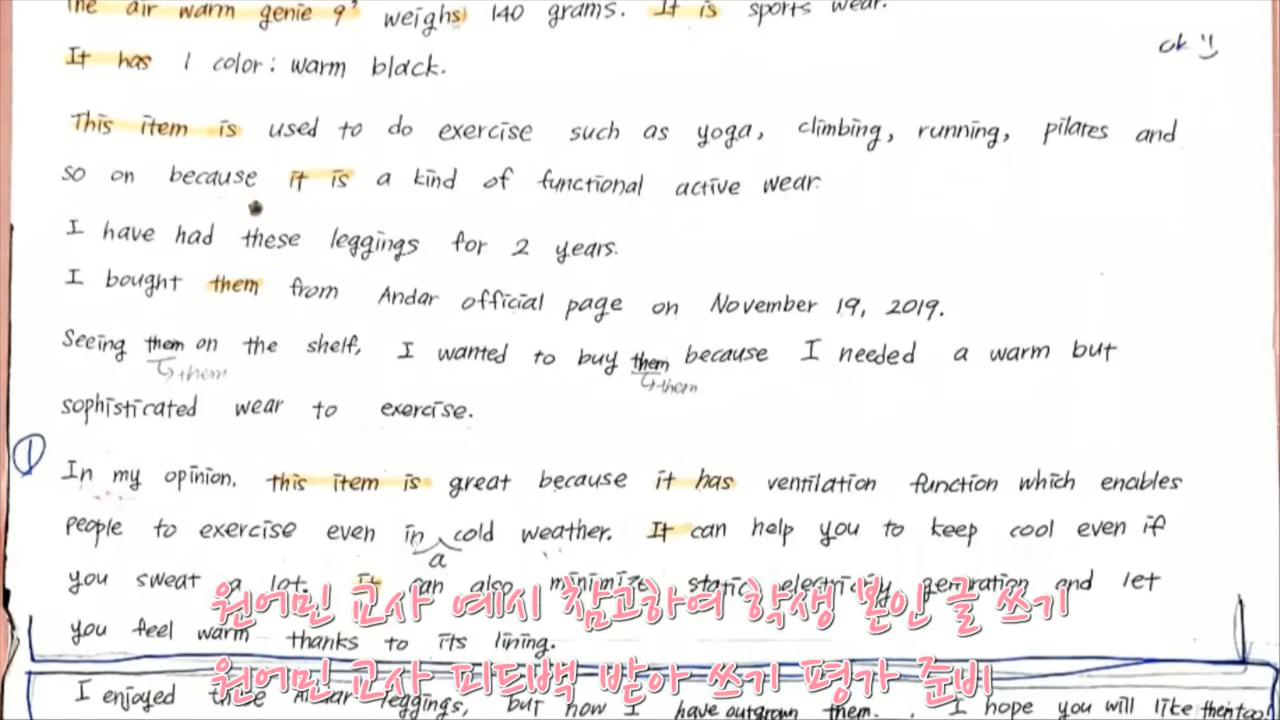 The air warm genie 9' weighs 140 grams. It is sports wear.
ok
It has 1 color: warm black.
This item is used to do exercise such as yoga, climbing, running, pilates and
so on because it is a kind of functional active wear.
I have had these leggings for 2 years.
I bought them from Andar official page on November 19, 2019.
Seeing them on the shelf, I wanted to buy them because I needed a warm but
↳them ↳them
sophisticated wear to exercise.
①
In my opinion, this item is great because it has ventilation function which enables
people to exercise even in cold weather. It can help you to keep cool even if
a
you sweat a lot. it can also minimize static electricity generation and let
원어민 교사 예시 참고하여 학생 본인 글 쓰기
you feel warm thanks to its lining.
원어민 교사 피드백 받아 쓰기 평가 준비
I enjoyed these Andar leggings, but now I have outgrown them. I hope you will like them too